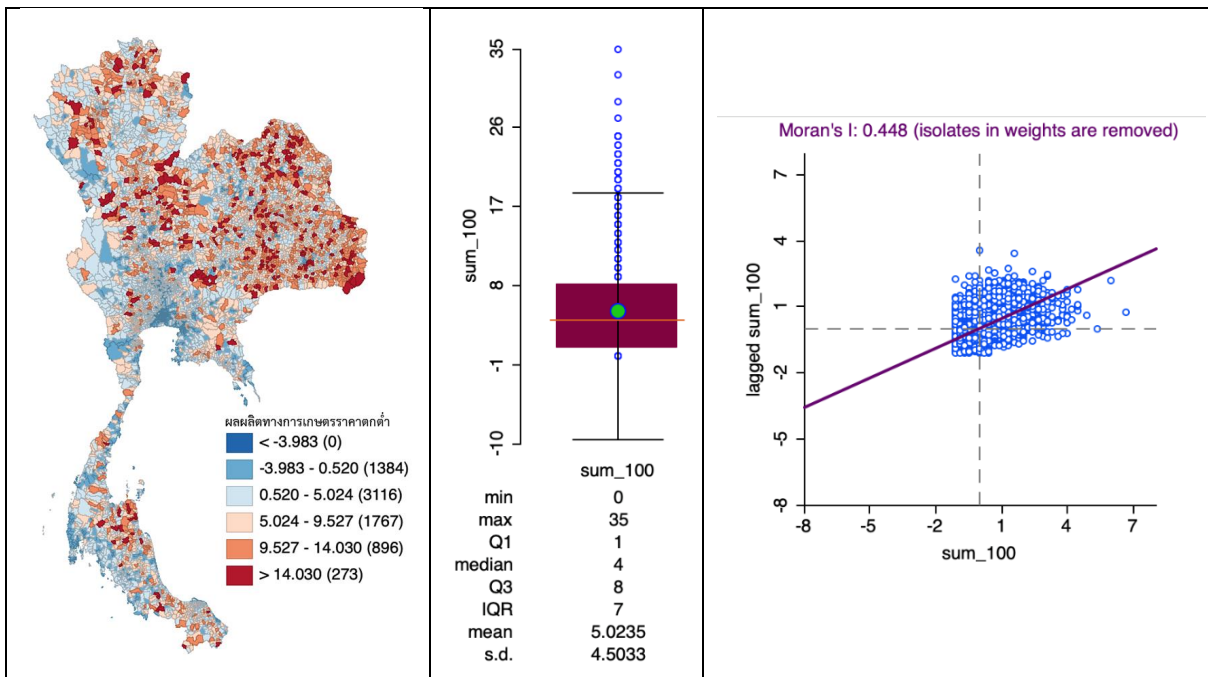 ผลผลิตทางการเกษตรราคาตกต่ำ
< -3.983 (0)
-3.983 - 0.520 (1384)
0.520 - 5.024 (3116)
5.024 - 9.527 (1767)
9.527 - 14.030 (896)
> 14.030 (273)
35
26
17
8
-1
-10
sum_100
sum_100
min 0
max 35
Q1 1
median 4
Q3 8
IQR 7
mean 5.0235
s.d. 4.5033
Moran's I: 0.448 (isolates in weights are removed)
7
4
1
-2
-5
-8
lagged sum_100
-8 -5 -2 1 4 7
sum_100